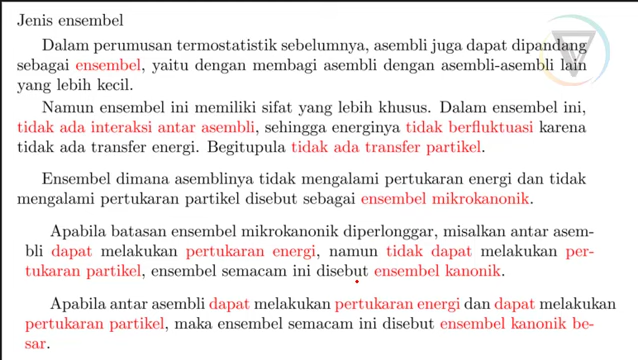 Jenis ensembel
Dalam perumusan termostatistik sebelumnya, asembli juga dapat dipandang
sebagai ensembel, yaitu dengan membagi asembli dengan asembli-asembli lain
yang lebih kecil.
Namun ensembel ini memiliki sifat yang lebih khusus. Dalam ensembel ini,
tidak ada interaksi antar asembli, sehingga energinya tidak berfluktuasi karena
tidak ada transfer energi. Begitupula tidak ada transfer partikel.
Ensembel dimana asemblinya tidak mengalami pertukaran energi dan tidak
mengalami pertukaran partikel disebut sebagai ensembel mikrokanonik.
Apabila batasan ensembel mikrokanonik diperlonggar, misalkan antar asem-
bli dapat melakukan pertukaran energi, namun tidak dapat melakukan per-
tukaran partikel, ensembel semacam ini disebut ensembel kanonik.
Apabila antar asembli dapat melakukan pertukaran energi dan dapat melakukan
pertukaran partikel, maka ensembel semacam ini disebut ensembel kanonik be-
sar.